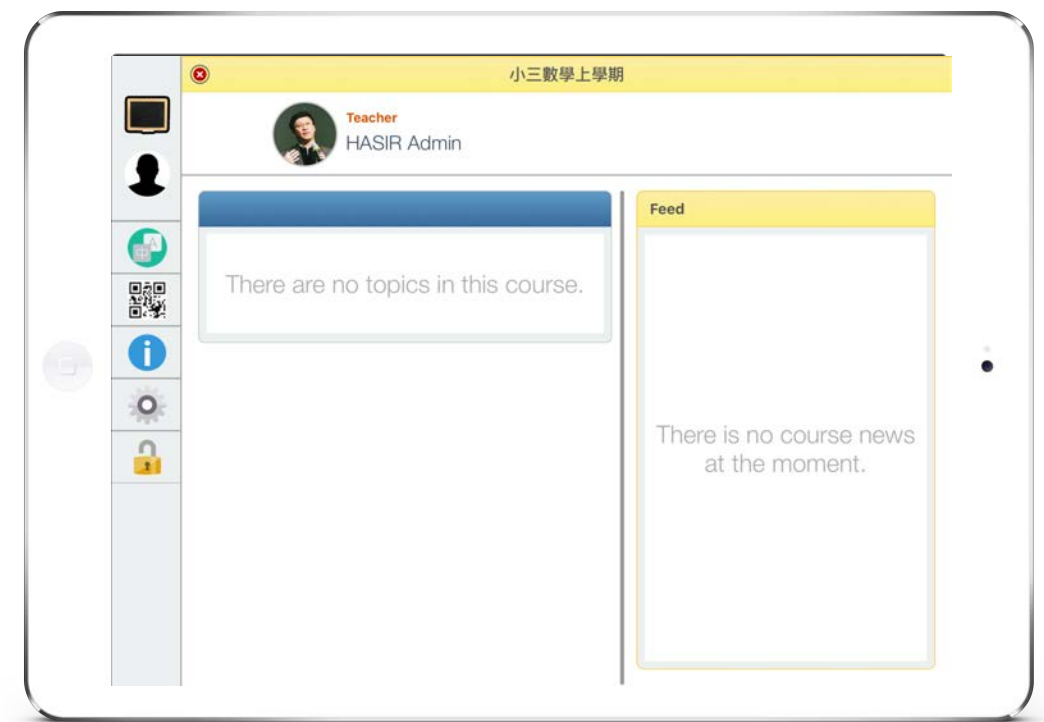 小三數學上學期
Teacher
HASIR Admin
There are no topics in this course.
Feed
There is no course news
at the moment.